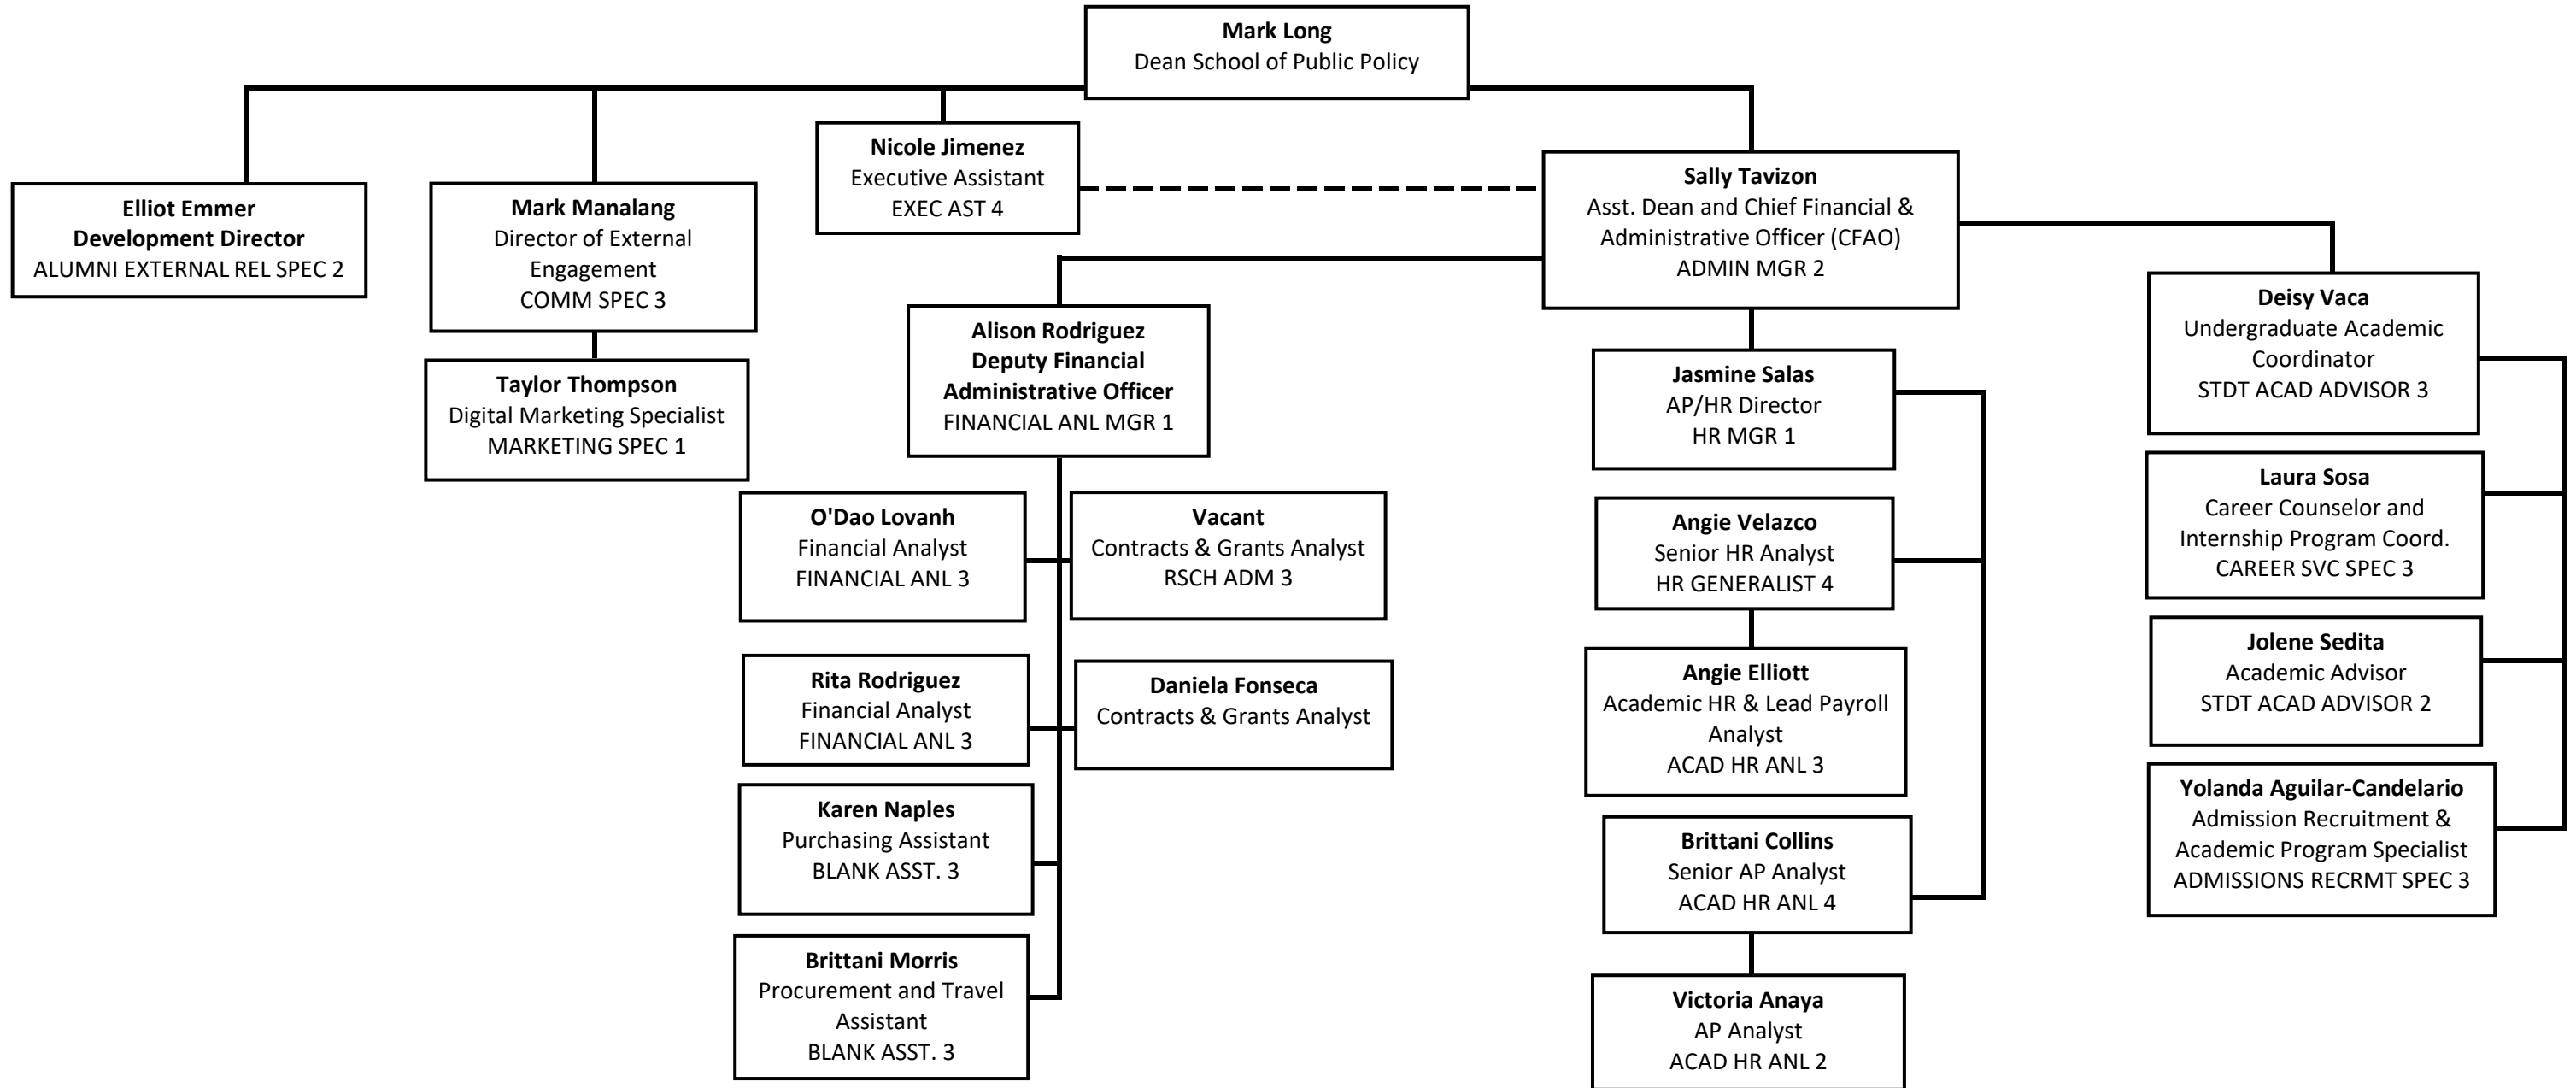 Mark Long
Dean School of Public Policy
Elliot Emmer
Development Director
ALUMNI EXTERNAL REL SPEC 2
Mark Manalang
Director of External
Engagement
COMM SPEC 3
Taylor Thompson
Digital Marketing Specialist
MARKETING SPEC 1
Nicole Jimenez
Executive Assistant
EXEC AST 4
Sally Tavizon
Asst. Dean and Chief Financial &
Administrative Officer (CFAO)
ADMIN MGR 2
Alison Rodriguez
Deputy Financial
Administrative Officer
FINANCIAL ANL MGR 1
O'Dao Lovanh
Financial Analyst
FINANCIAL ANL 3
Vacant
Contracts & Grants Analyst
RSCH ADM 3
Rita Rodriguez
Financial Analyst
FINANCIAL ANL 3
Daniela Fonseca
Contracts & Grants Analyst
Karen Naples
Purchasing Assistant
BLANK ASST. 3
Brittani Morris
Procurement and Travel
Assistant
BLANK ASST. 3
Jasmine Salas
AP/HR Director
HR MGR 1
Angie Velazco
Senior HR Analyst
HR GENERALIST 4
Angie Elliott
Academic HR & Lead Payroll
Analyst
ACAD HR ANL 3
Brittani Collins
Senior AP Analyst
ACAD HR ANL 4
Victoria Anaya
AP Analyst
ACAD HR ANL 2
Deisy Vaca
Undergraduate Academic
Coordinator
STDT ACAD ADVISOR 3
Laura Sosa
Career Counselor and
Internship Program Coord.
CAREER SVC SPEC 3
Jolene Sedita
Academic Advisor
STDT ACAD ADVISOR 2
Yolanda Aguilar-Candelario
Admission Recruitment &
Academic Program Specialist
ADMISSIONS RECRMT SPEC 3